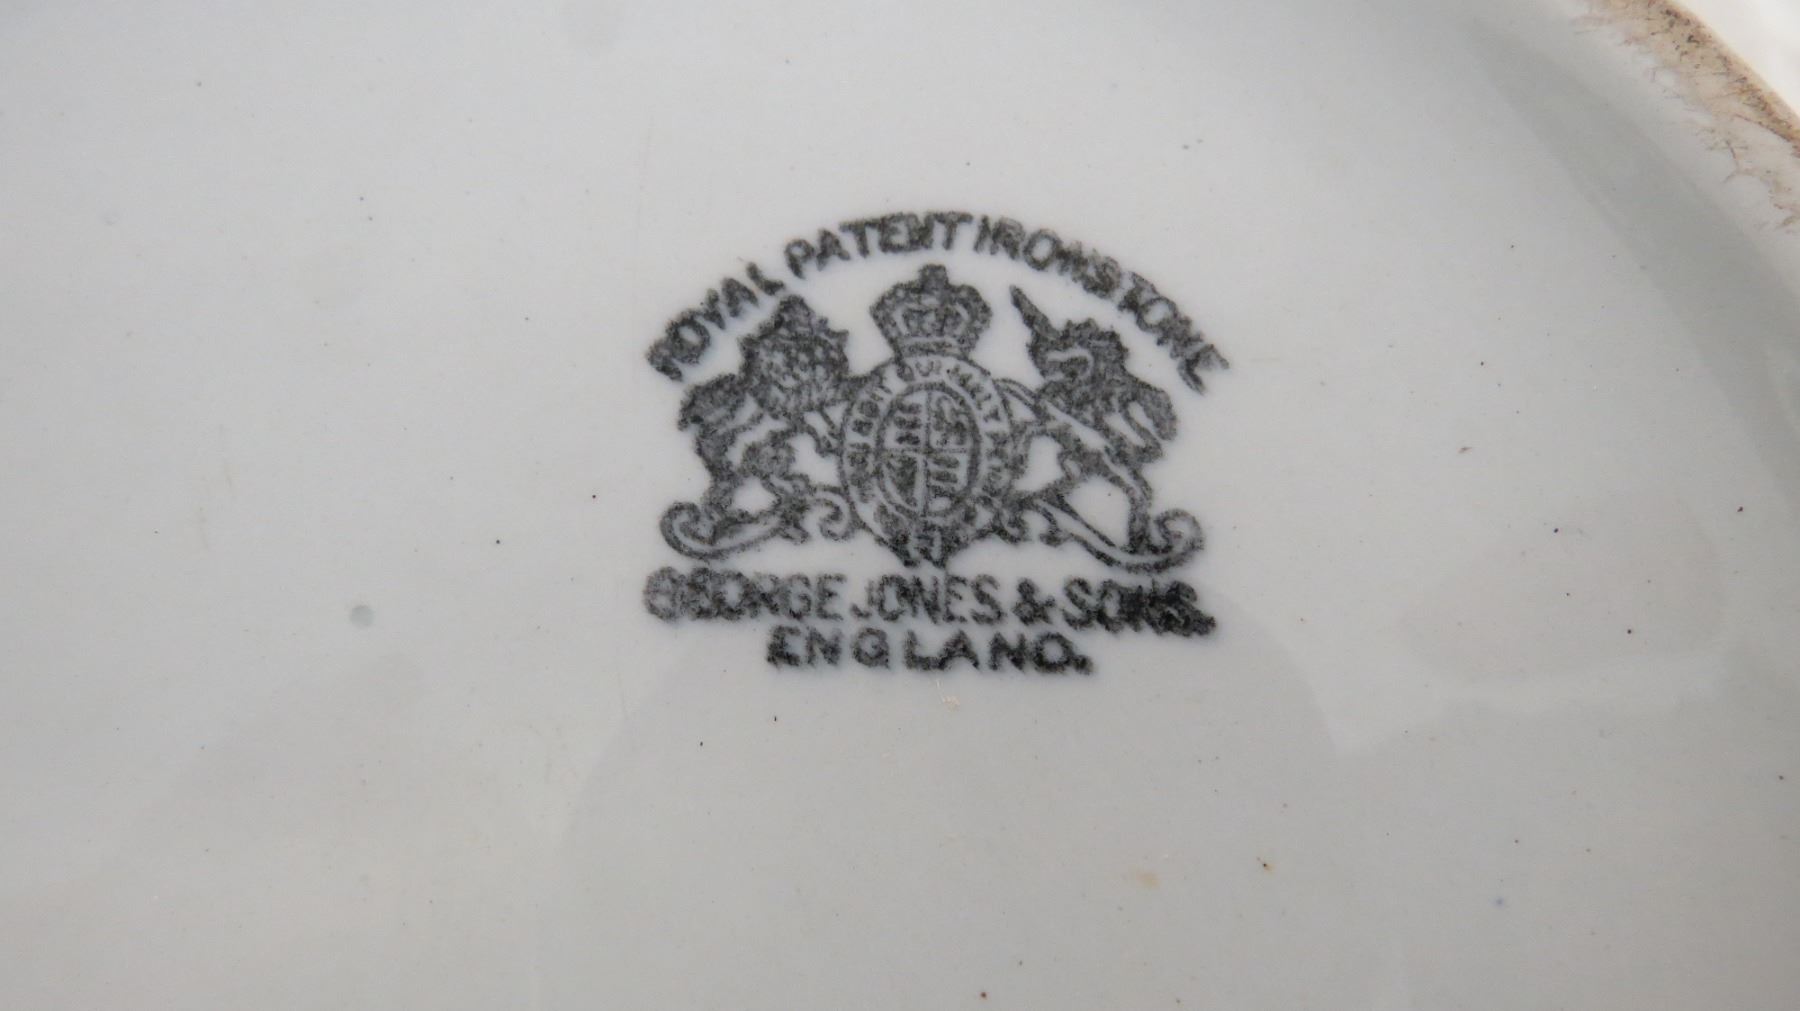 ROYAL PATENT IRONSTONE
GEORGE JONES & SONS.
ENGLAND.